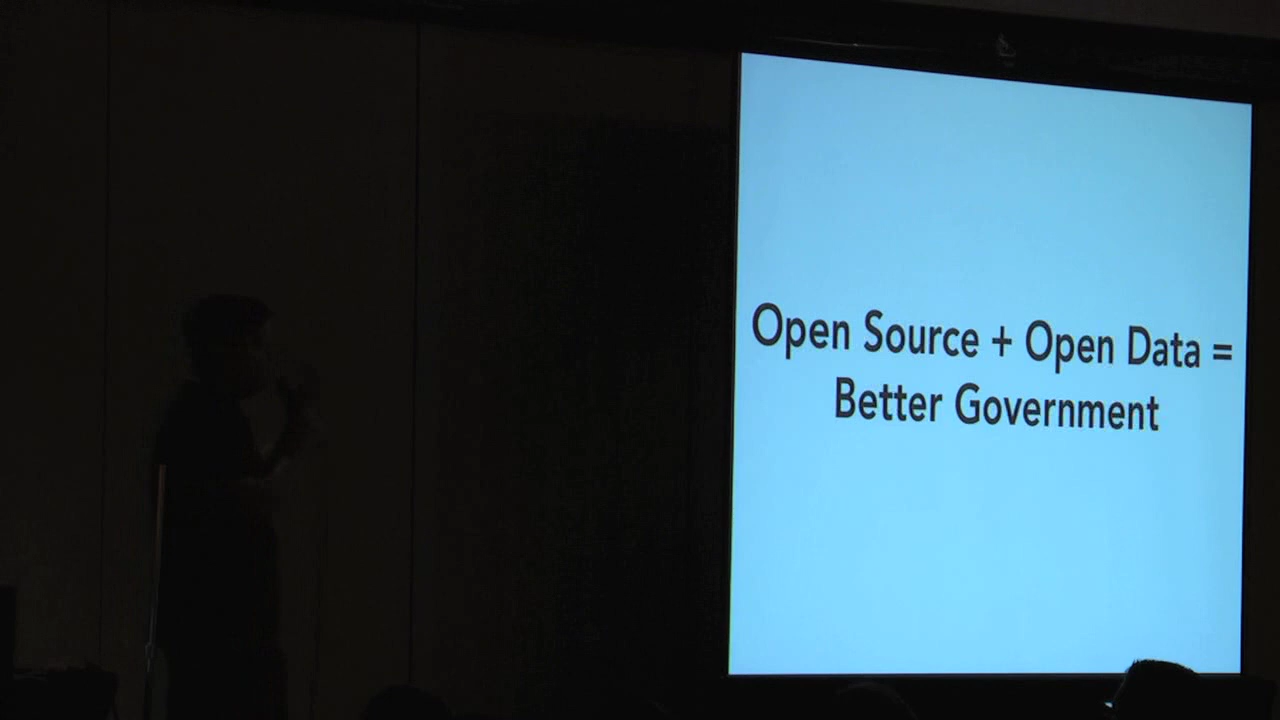 Open Source + Open Data =
Better Government